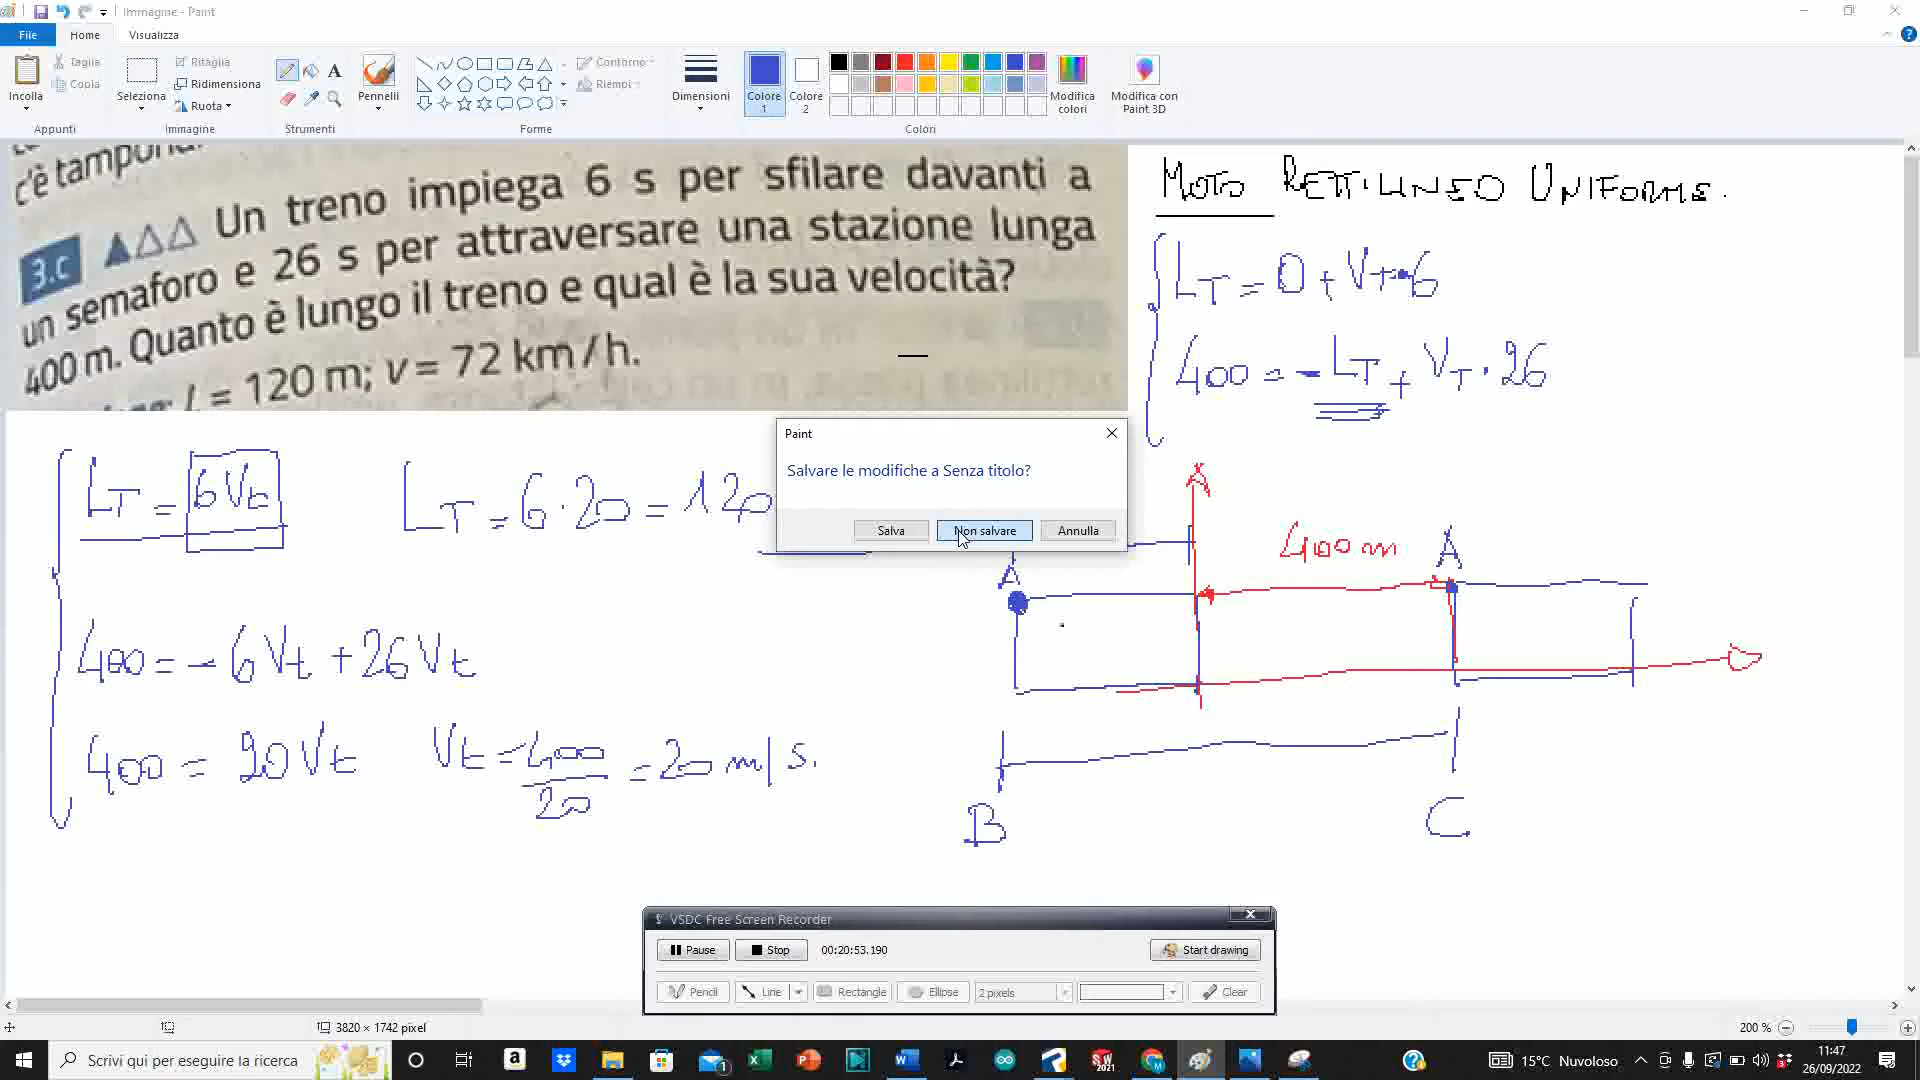 Immagine - Paint
File Home Visualizza
Incolla
Taglia
Copia
Appunti
Seleziona
Ritaglia
Ridimensiona
Ruota
Immagine
Strumenti
Pennelli
Contorno
Riempi
Forme
Dimensioni
Colore 1
Colore 2
Modifica colori
Modifica con Paint 3D
Colori
c'è
3.c Un treno impiega 6 s per sfilare davanti a
un semaforo e 26 s per attraversare una stazione lunga
400 m. Quanto è lungo il treno e qual è la sua velocità?
l = 120 m; v = 72 km/h.
MOTO RETTILINEO UNIFORME.
LT = 0 + VT • 6
400 = - LT + VT • 26
LT = 6Vt
LT = 6 · 20 = 120
400 = - 6Vt + 26Vt
400 = 20Vt
Vt = 400/20 = 20 m/s.
Paint
Salvare le modifiche a Senza titolo?
Salva Non salvare Annulla
400 m
A
A
B
C
VSDC Free Screen Recorder
Pause Stop 00:20:53.190 Start drawing
Pencil Line Rectangle Ellipse 2 pixels Clear
3820 × 1742 pixel
200 %
Scrivi qui per eseguire la ricerca
15°C Nuvoloso
11:47
26/09/2022